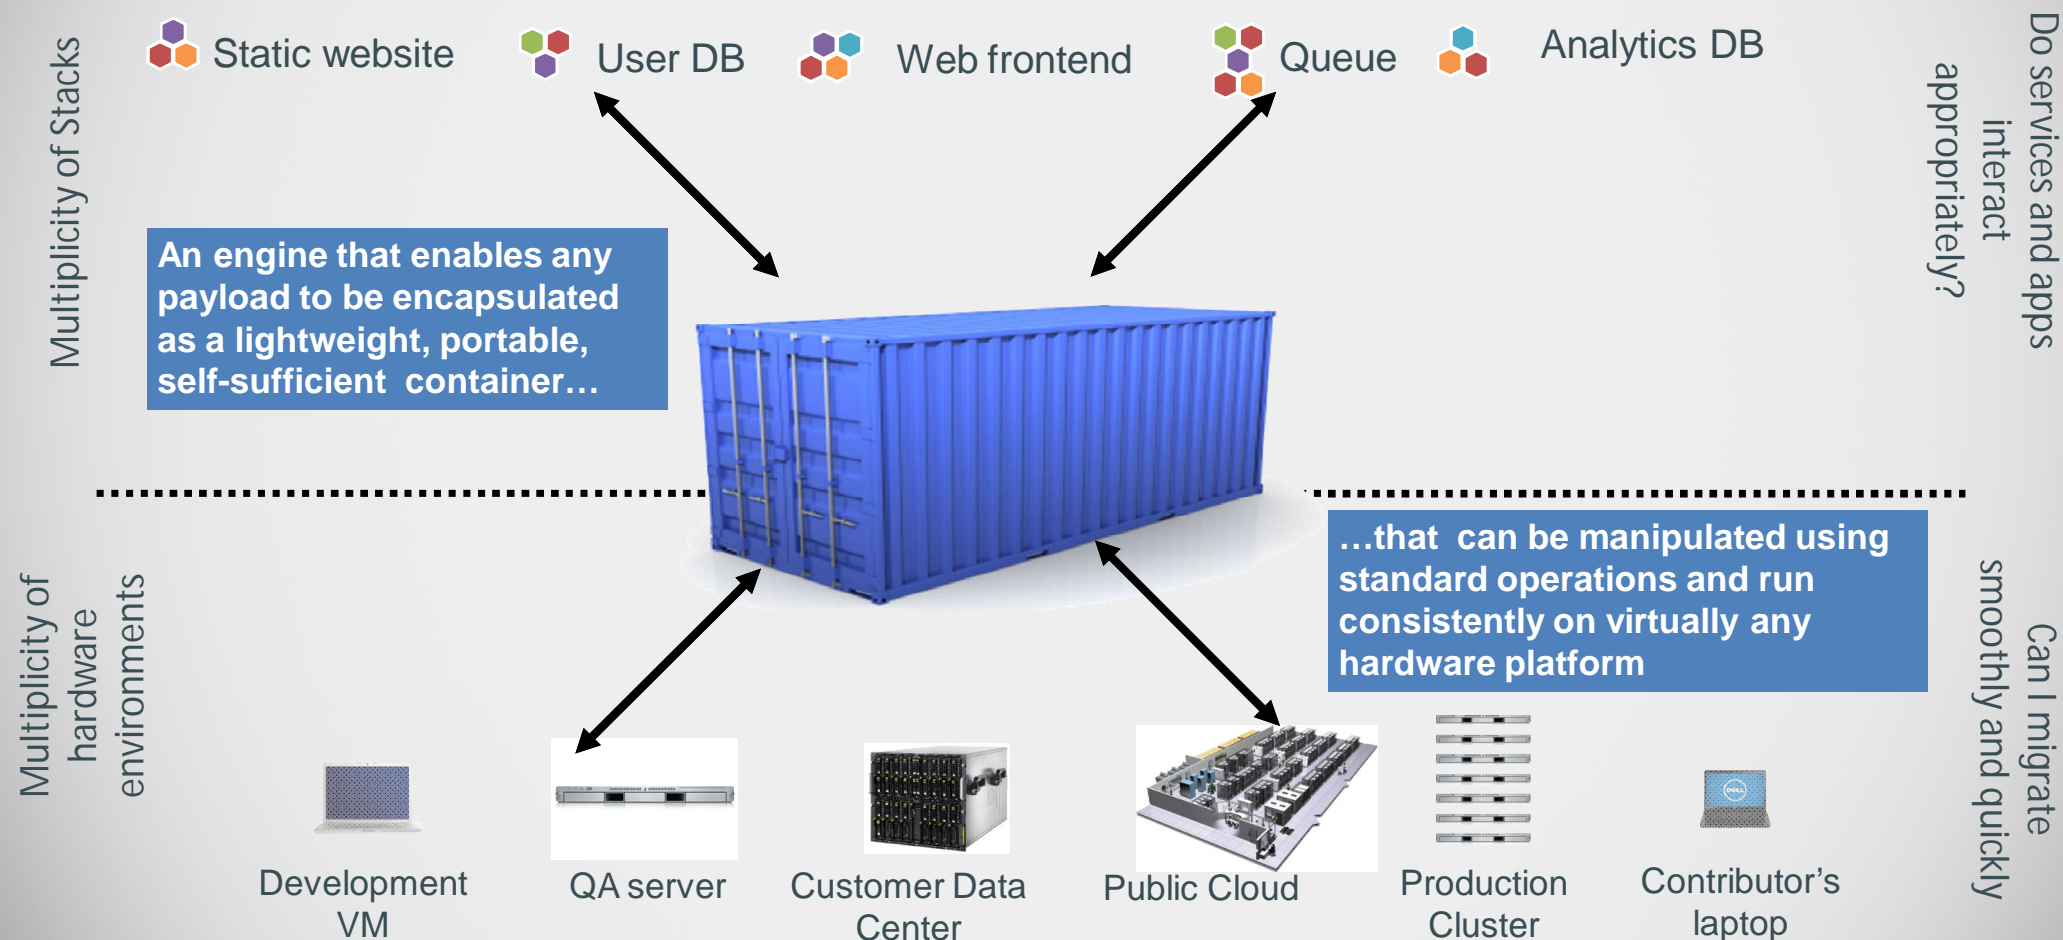 Multiplicity of Stacks
Static website
User DB
Web frontend
Queue
Analytics DB
Do services and apps
interact
appropriately?
An engine that enables any
payload to be encapsulated
as a lightweight, portable,
self-sufficient container…
…that can be manipulated using
standard operations and run
consistently on virtually any
hardware platform
Multiplicity of
hardware
environments
Can I migrate
smoothly and quickly
DELL
Development
VM
QA server
Customer Data
Center
Public Cloud
Production
Cluster
Contributor’s
laptop